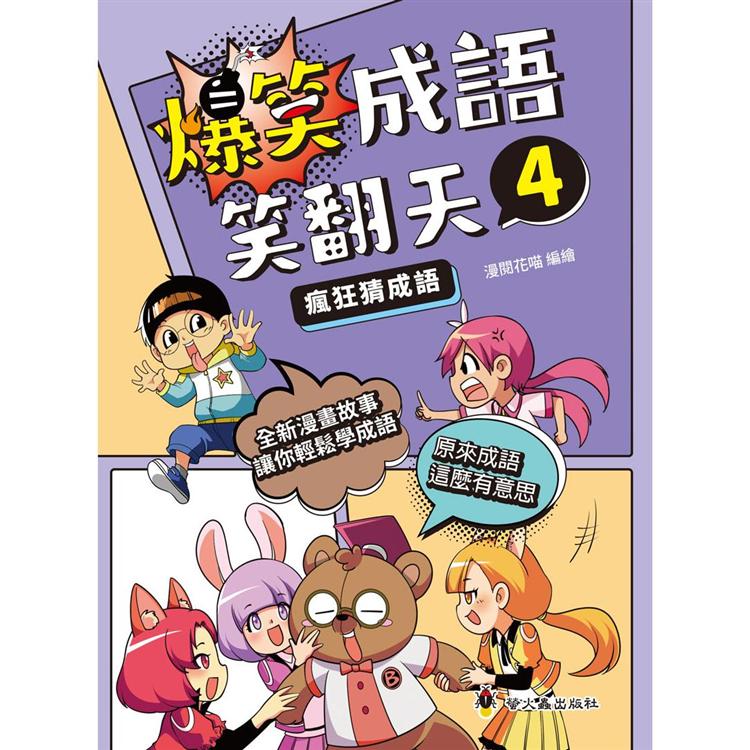 爆笑成語
笑翻天4
瘋狂猜成語
漫閱花喵 編繪
全新漫畫故事
讓你輕鬆學成語
原來成語
這麼有意思
B
螢火蟲出版社